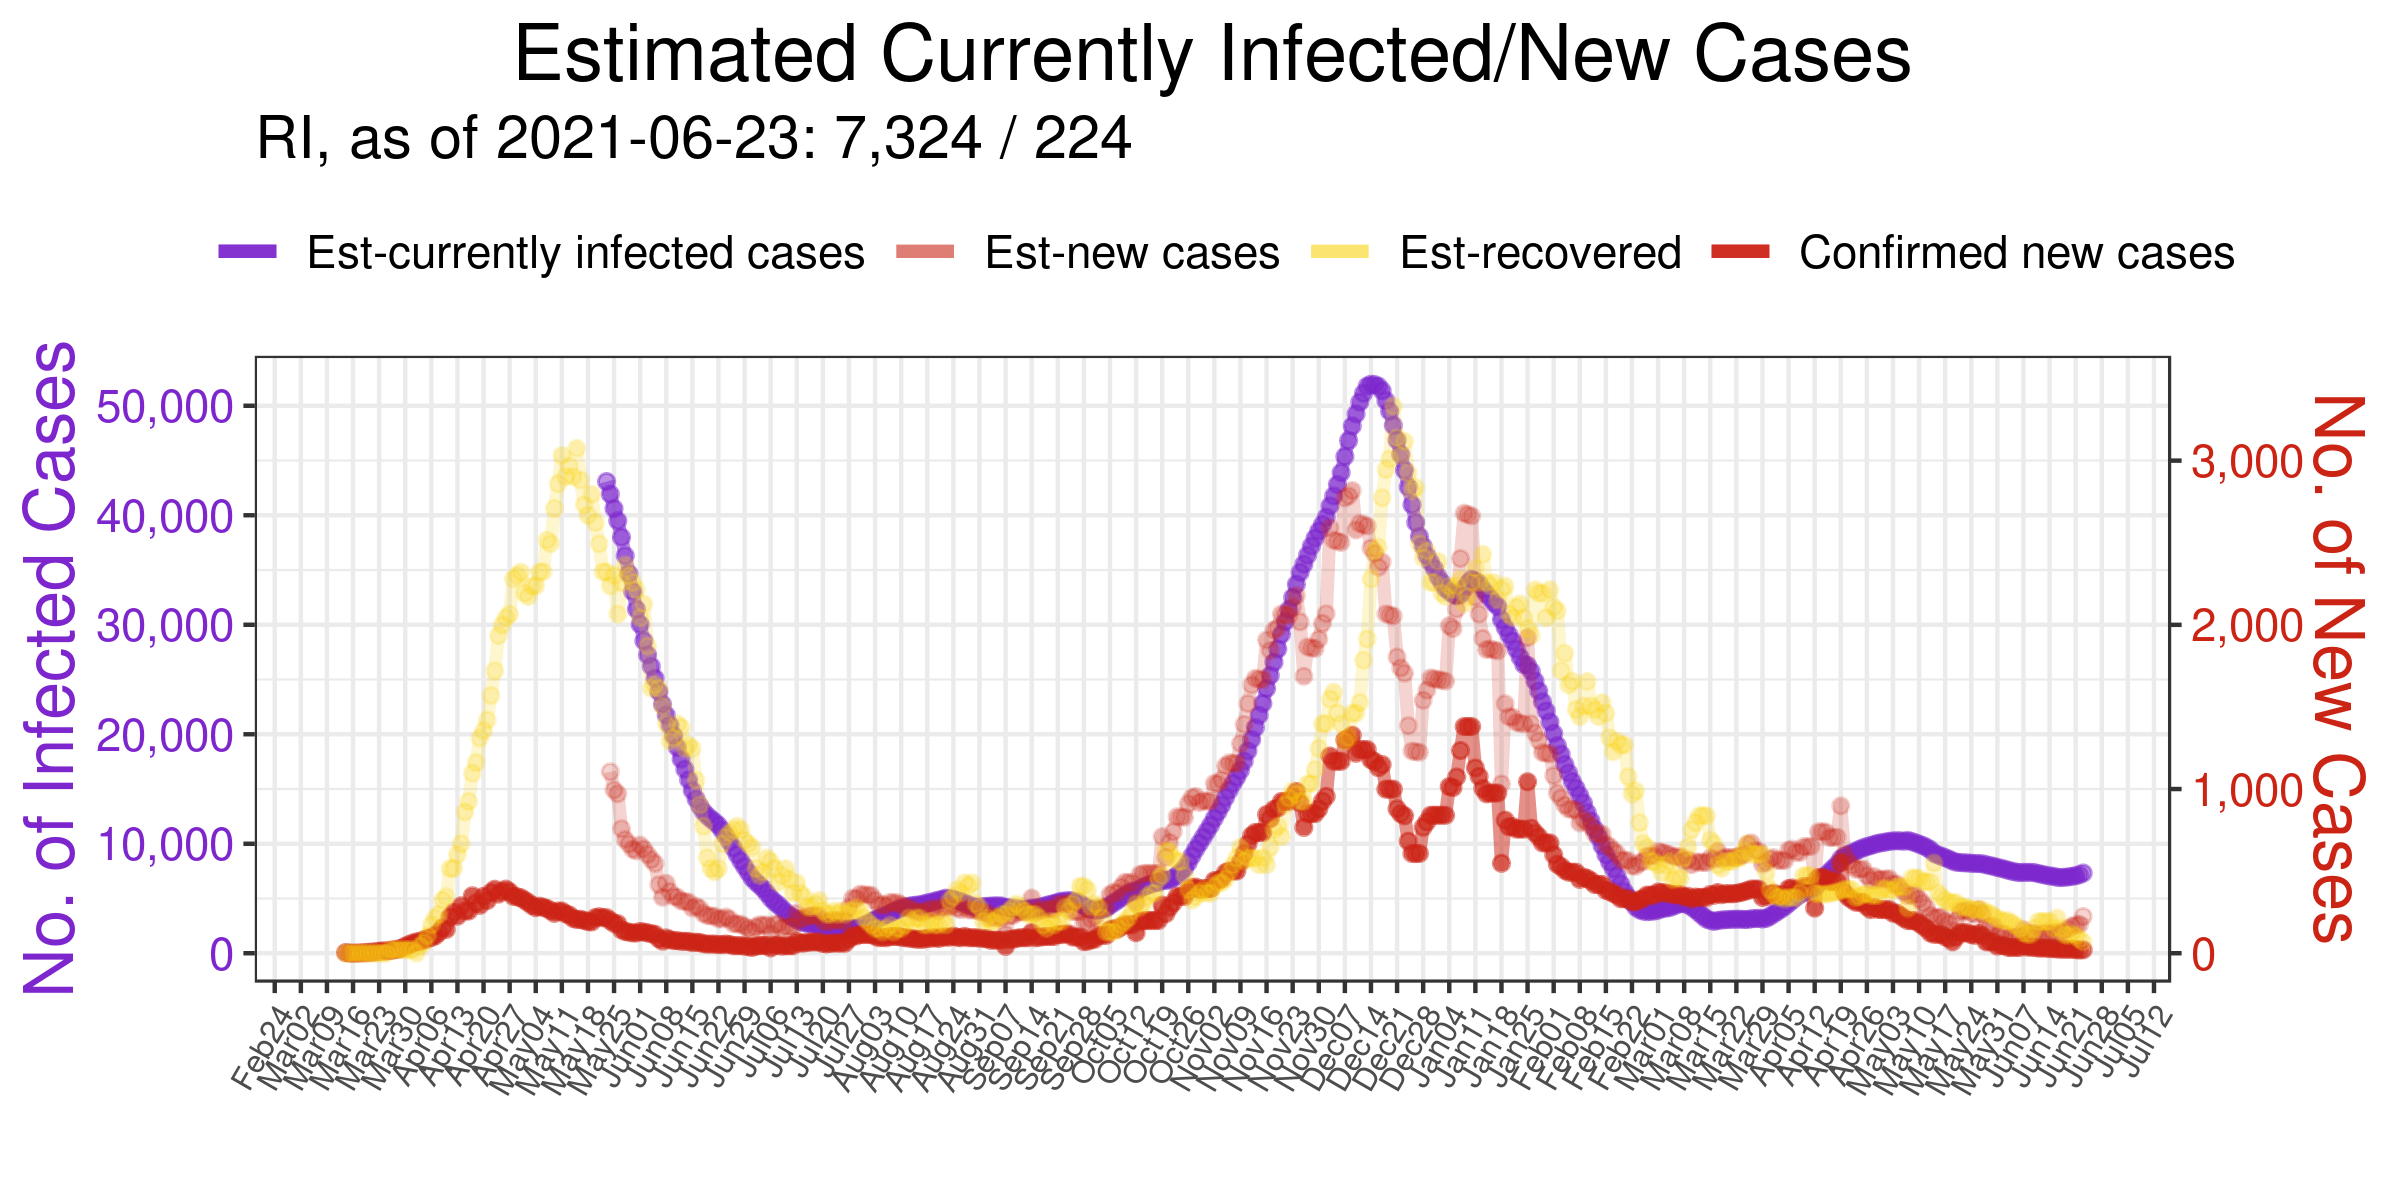 Estimated Currently Infected/New Cases
RI, as of 2021-06-23: 7,324 / 224
Est-currently infected cases Est-new cases Est-recovered Confirmed new cases
No. of Infected Cases
50,000
40,000
30,000
20,000
10,000
0
3,000
2,000
1,000
0
No. of New Cases
Feb24 Mar02 Mar09 Mar16 Mar23 Mar30 Apr06 Apr13 Apr20 Apr27 May04 May11 May18 May25 Jun01 Jun08 Jun15 Jun22 Jun29 Jul06 Jul13 Jul20 Jul27 Aug03 Aug10 Aug17 Aug24 Aug31 Sep07 Sep14 Sep21 Sep28 Oct05 Oct12 Oct19 Oct26 Nov02 Nov09 Nov16 Nov23 Nov30 Dec07 Dec14 Dec21 Dec28 Jan04 Jan11 Jan18 Jan25 Feb01 Feb08 Feb15 Feb22 Mar01 Mar08 Mar15 Mar22 Mar29 Apr05 Apr12 Apr19 Apr26 May03 May10 May17 May24 May31 Jun07 Jun14 Jun21 Jun28 Jul05 Jul12